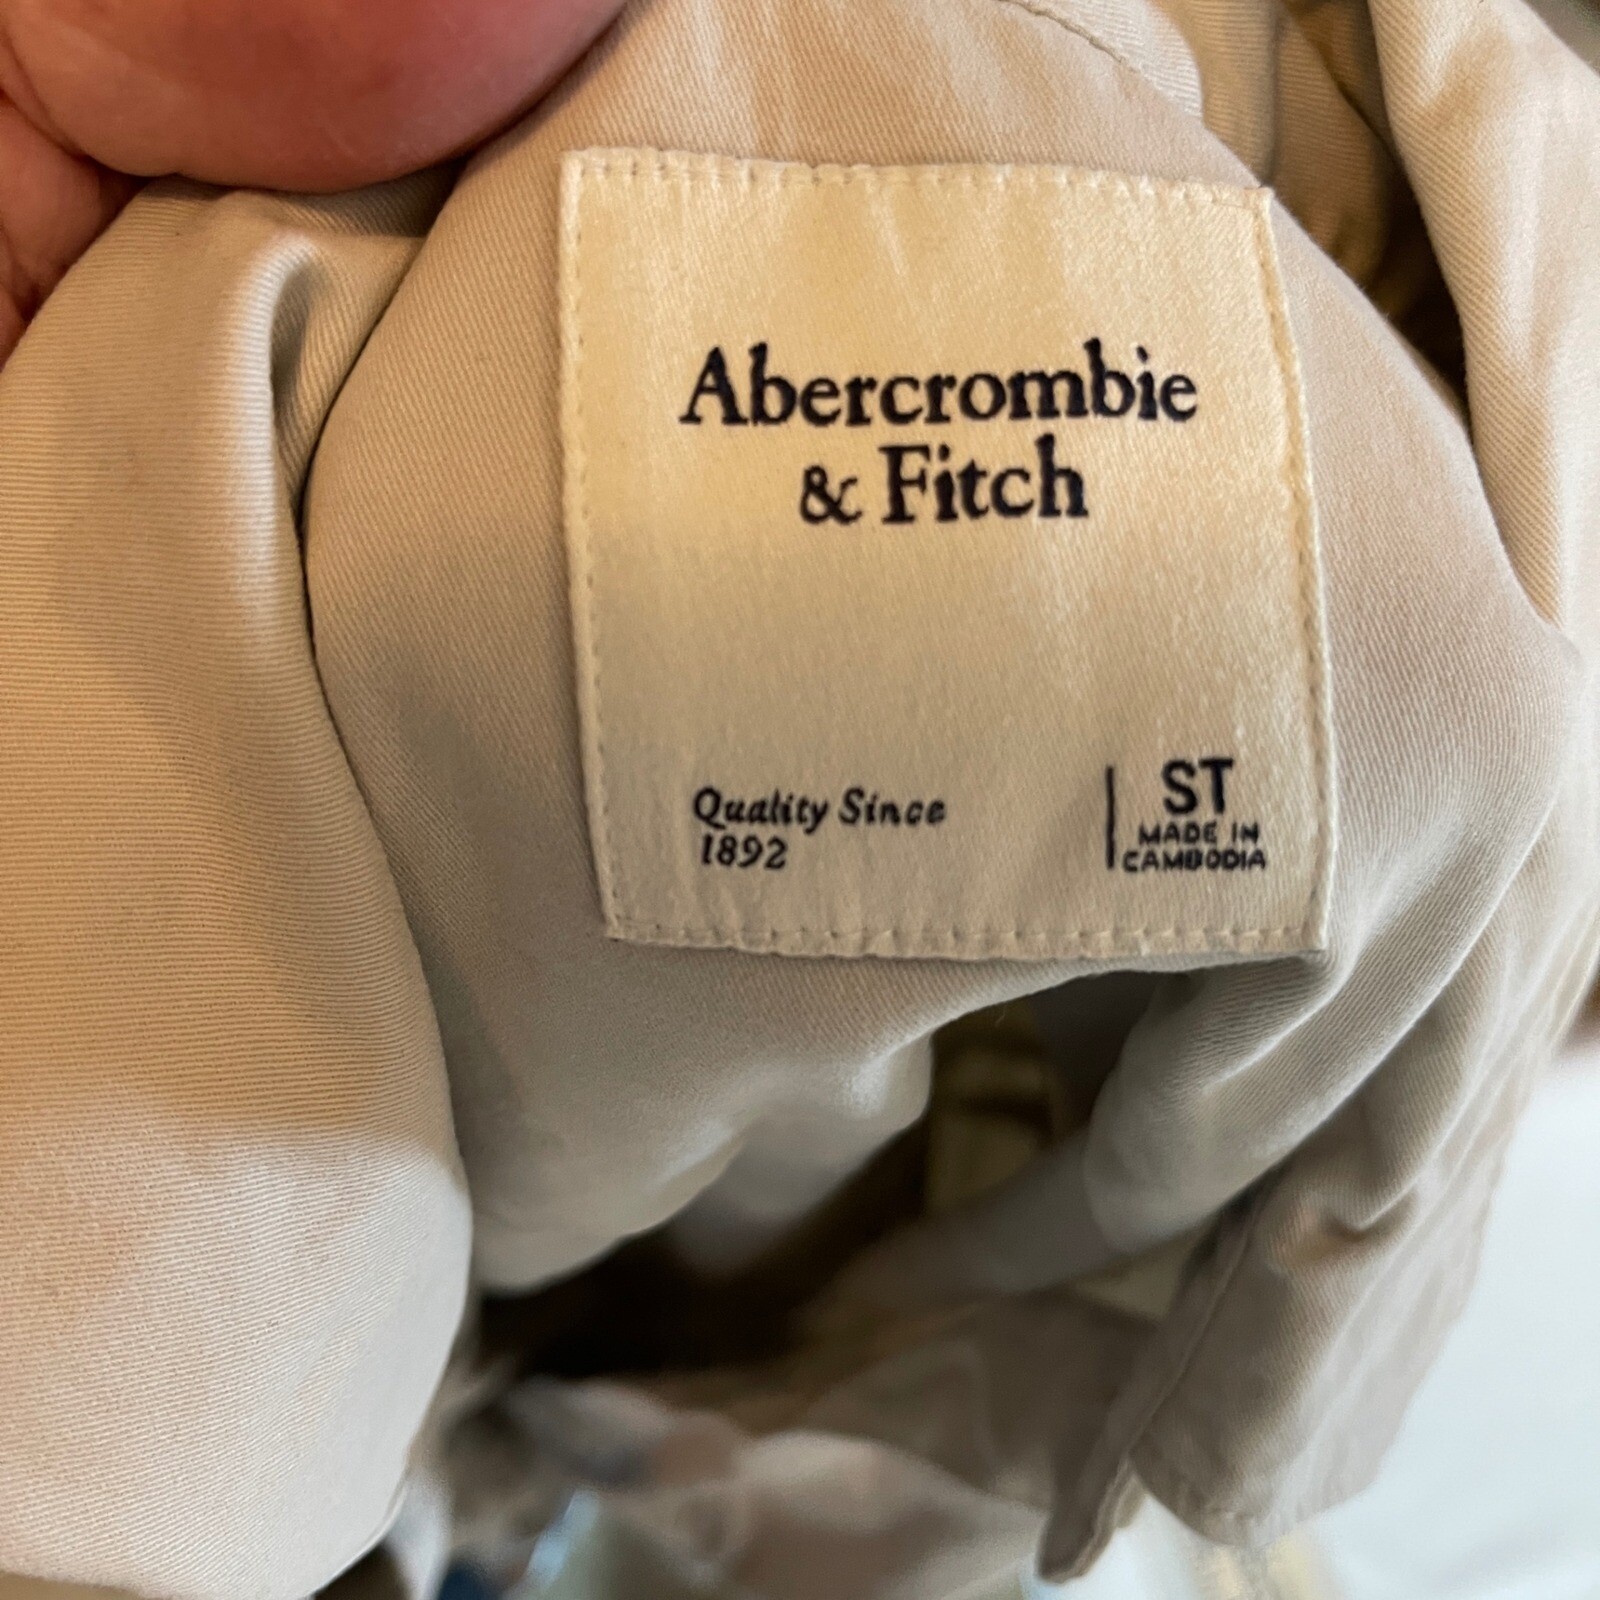 Abercrombie
& Fitch
Quality Since
1892
ST
MADE IN
CAMBODIA